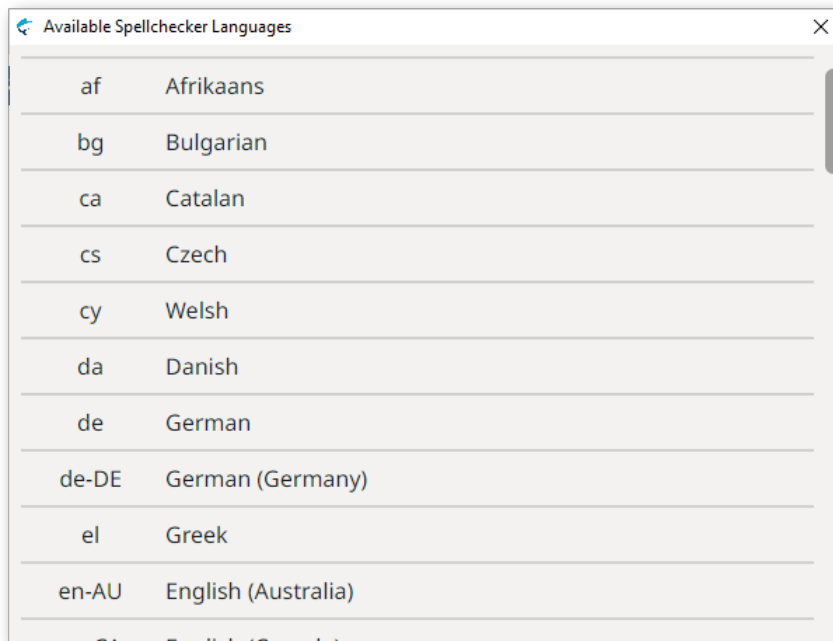 Available Spellchecker Languages
af Afrikaans
bg Bulgarian
ca Catalan
cs Czech
cy Welsh
da Danish
de German
de-DE German (Germany)
el Greek
en-AU English (Australia)